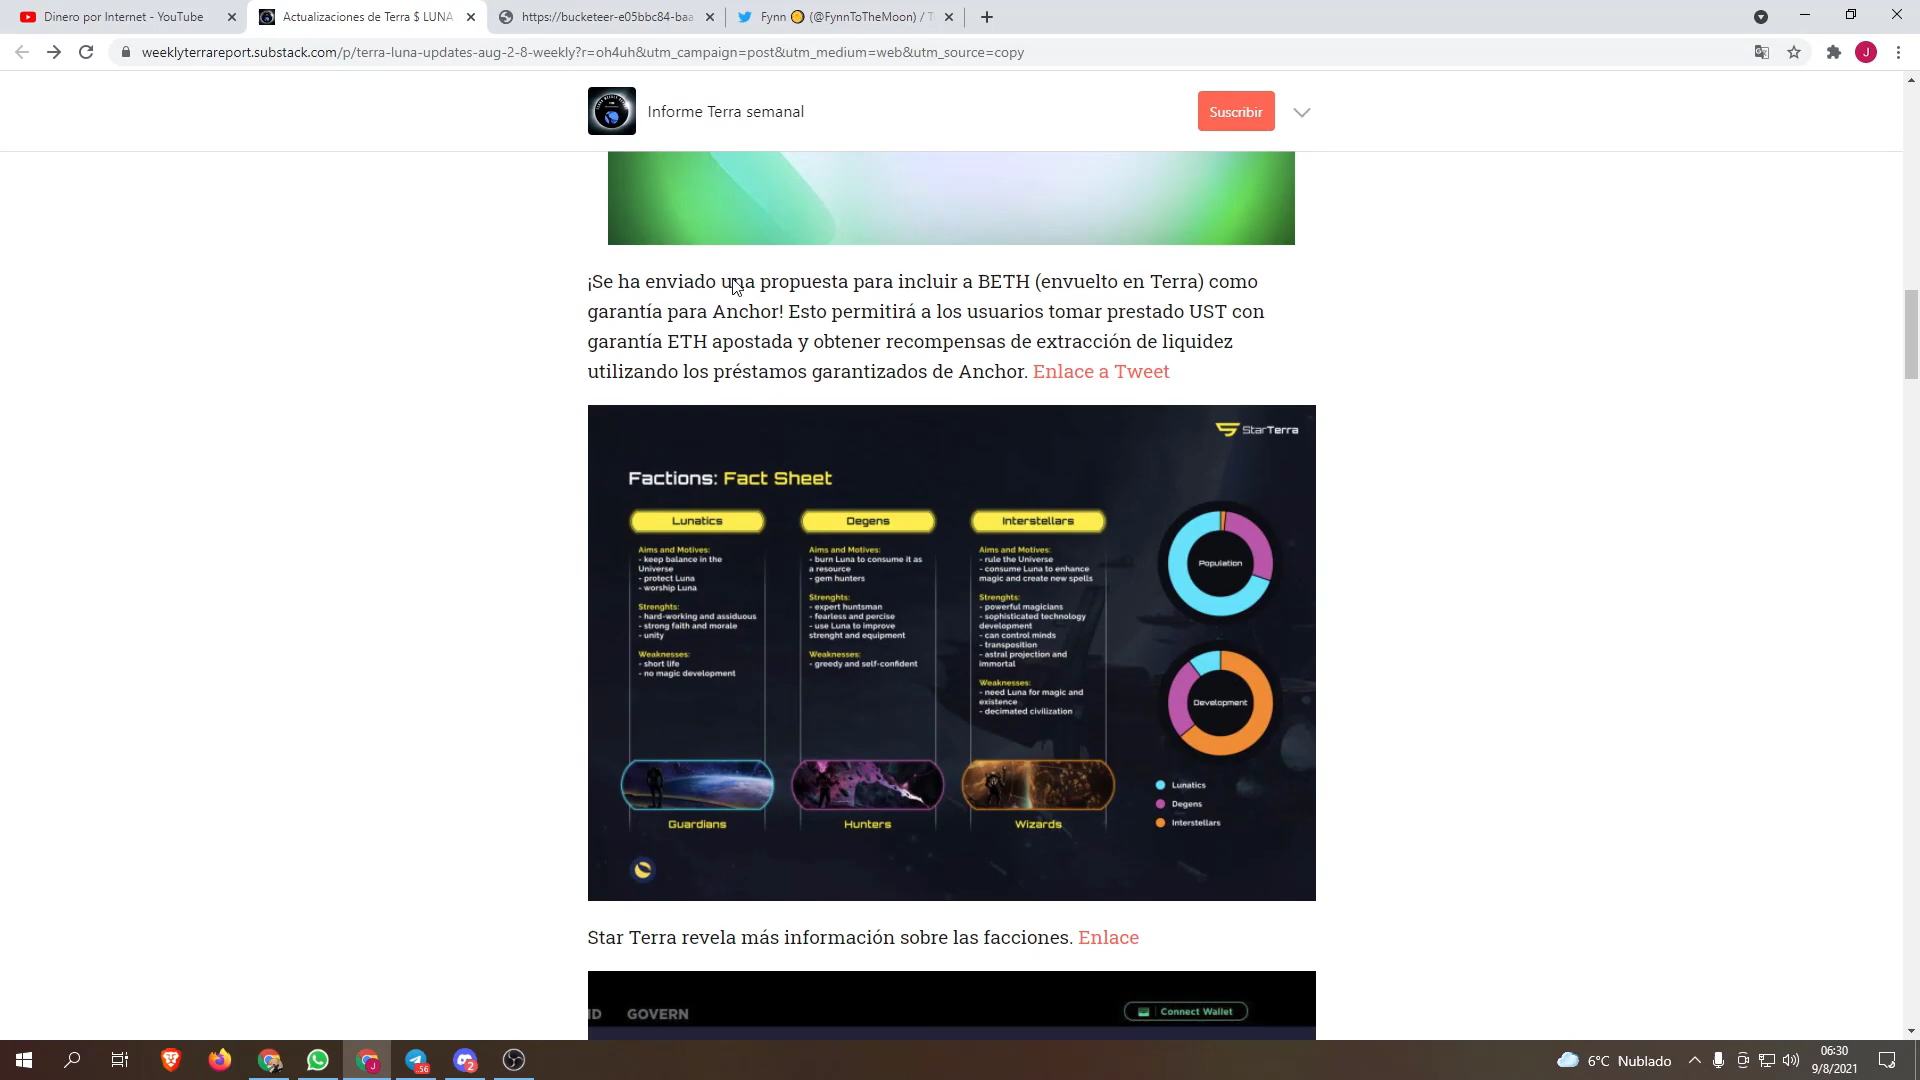 Dinero por Internet - YouTube
Actualizaciones de Terra $ LUNA
https://bucketeer-e05bbc84-baa
Fynn (@FynnToTheMoon) / T
weeklyterrareport.substack.com/p/terra-luna-updates-aug-2-8-weekly?r=oh4uh&utm_campaign=post&utm_medium=web&utm_source=copy
J
Informe Terra semanal
Suscribir
¡Se ha enviado una propuesta para incluir a BETH (envuelto en Terra) como
garantía para Anchor! Esto permitirá a los usuarios tomar prestado UST con
garantía ETH apostada y obtener recompensas de extracción de liquidez
utilizando los préstamos garantizados de Anchor. Enlace a Tweet
StarTerra
Factions: Fact Sheet
Lunatics
Aims and Motives:
- keep balance in the
Universe
- protect Luna
- worship Luna
Strenghts:
- hard-working and assiduous
- strong faith and morale
- unity
Weaknesses:
- short life
- no magic development
Guardians
Degens
Aims and Motives:
- burn Luna to consume it as
a resource
- gem hunters
Strenghts:
- expert huntsman
- fearless and percise
- use Luna to improve
strenght and equipment
Weaknesses:
- greedy and self-confident
Hunters
Interstellars
Aims and Motives:
- rule the Universe
- consume Luna to enhance
magic and create new spells
Strenghts:
- powerful magicians
- sophisticated technology
development
- can control minds
- transposition
- astral projection and
immortal
Weaknesses:
- need Luna for magic and
existence
- decimated civilization
Wizards
Population
Development
Lunatics
Degens
Interstellars
Star Terra revela más información sobre las facciones. Enlace
ND GOVERN
Connect Wallet
56
2
J
6°C Nublado
06:30
9/8/2021